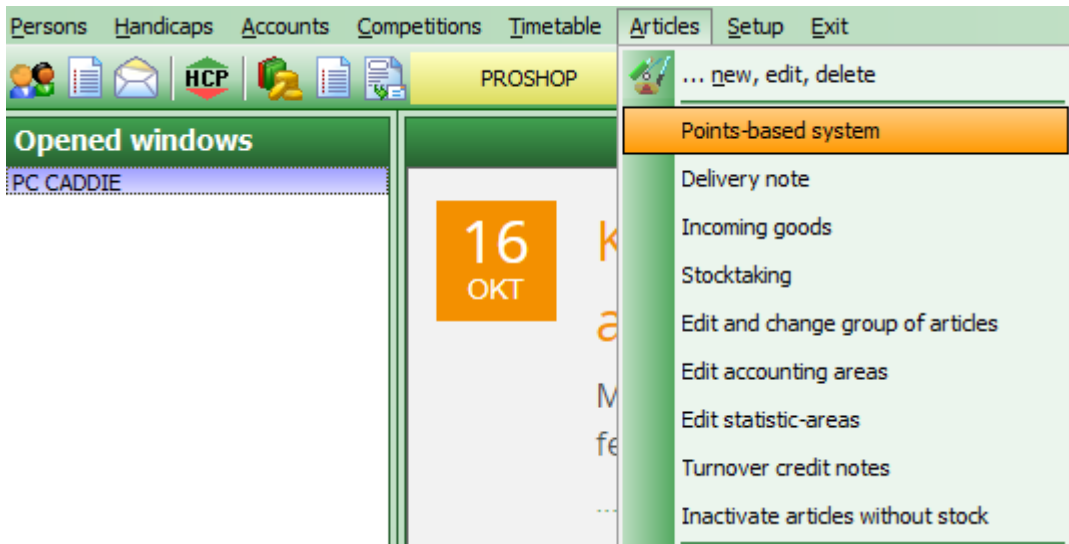 Persons Handicaps Accounts Competitions Timetable Articles Setup Exit
HCP PROSHOP
... new, edit, delete
Opened windows
PC CADDIE
Points-based system
Delivery note
Incoming goods
Stocktaking
Edit and change group of articles
Edit accounting areas
Edit statistic-areas
Turnover credit notes
Inactivate articles without stock
16
OKT